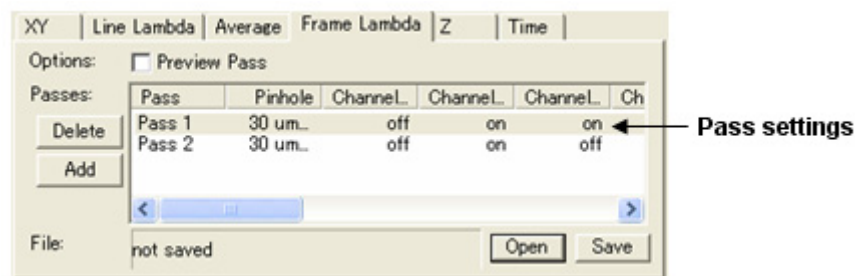 XY Line Lambda Average Frame Lambda Z Time
Options: Preview Pass
Passes: Pass Pinhole Channel... Channel... Channel... Ch
Delete Pass 1 30 um... off on on Pass settings
Pass 2 30 um... off on off
Add
File: not saved Open Save